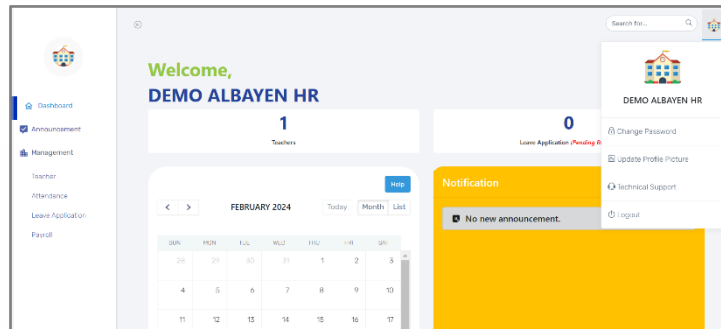 Search for...
Welcome,
DEMO ALBAYEN HR
DEMO ALBAYEN HR
Dashboard
Announcement
Management
Teacher
Attendance
Leave Application
Payroll
1
Teachers
0
Leave Application (Pending
Change Password
Update Profile Picture
Technical Support
Logout
Help
Notification
FEBRUARY 2024
Today
Month
List
No new announcement.
SUN MON TUE WED THU FRI SAT
28 29 30 31 1 2 3
4 5 6 7 8 9 10
11 12 13 14 15 16 17